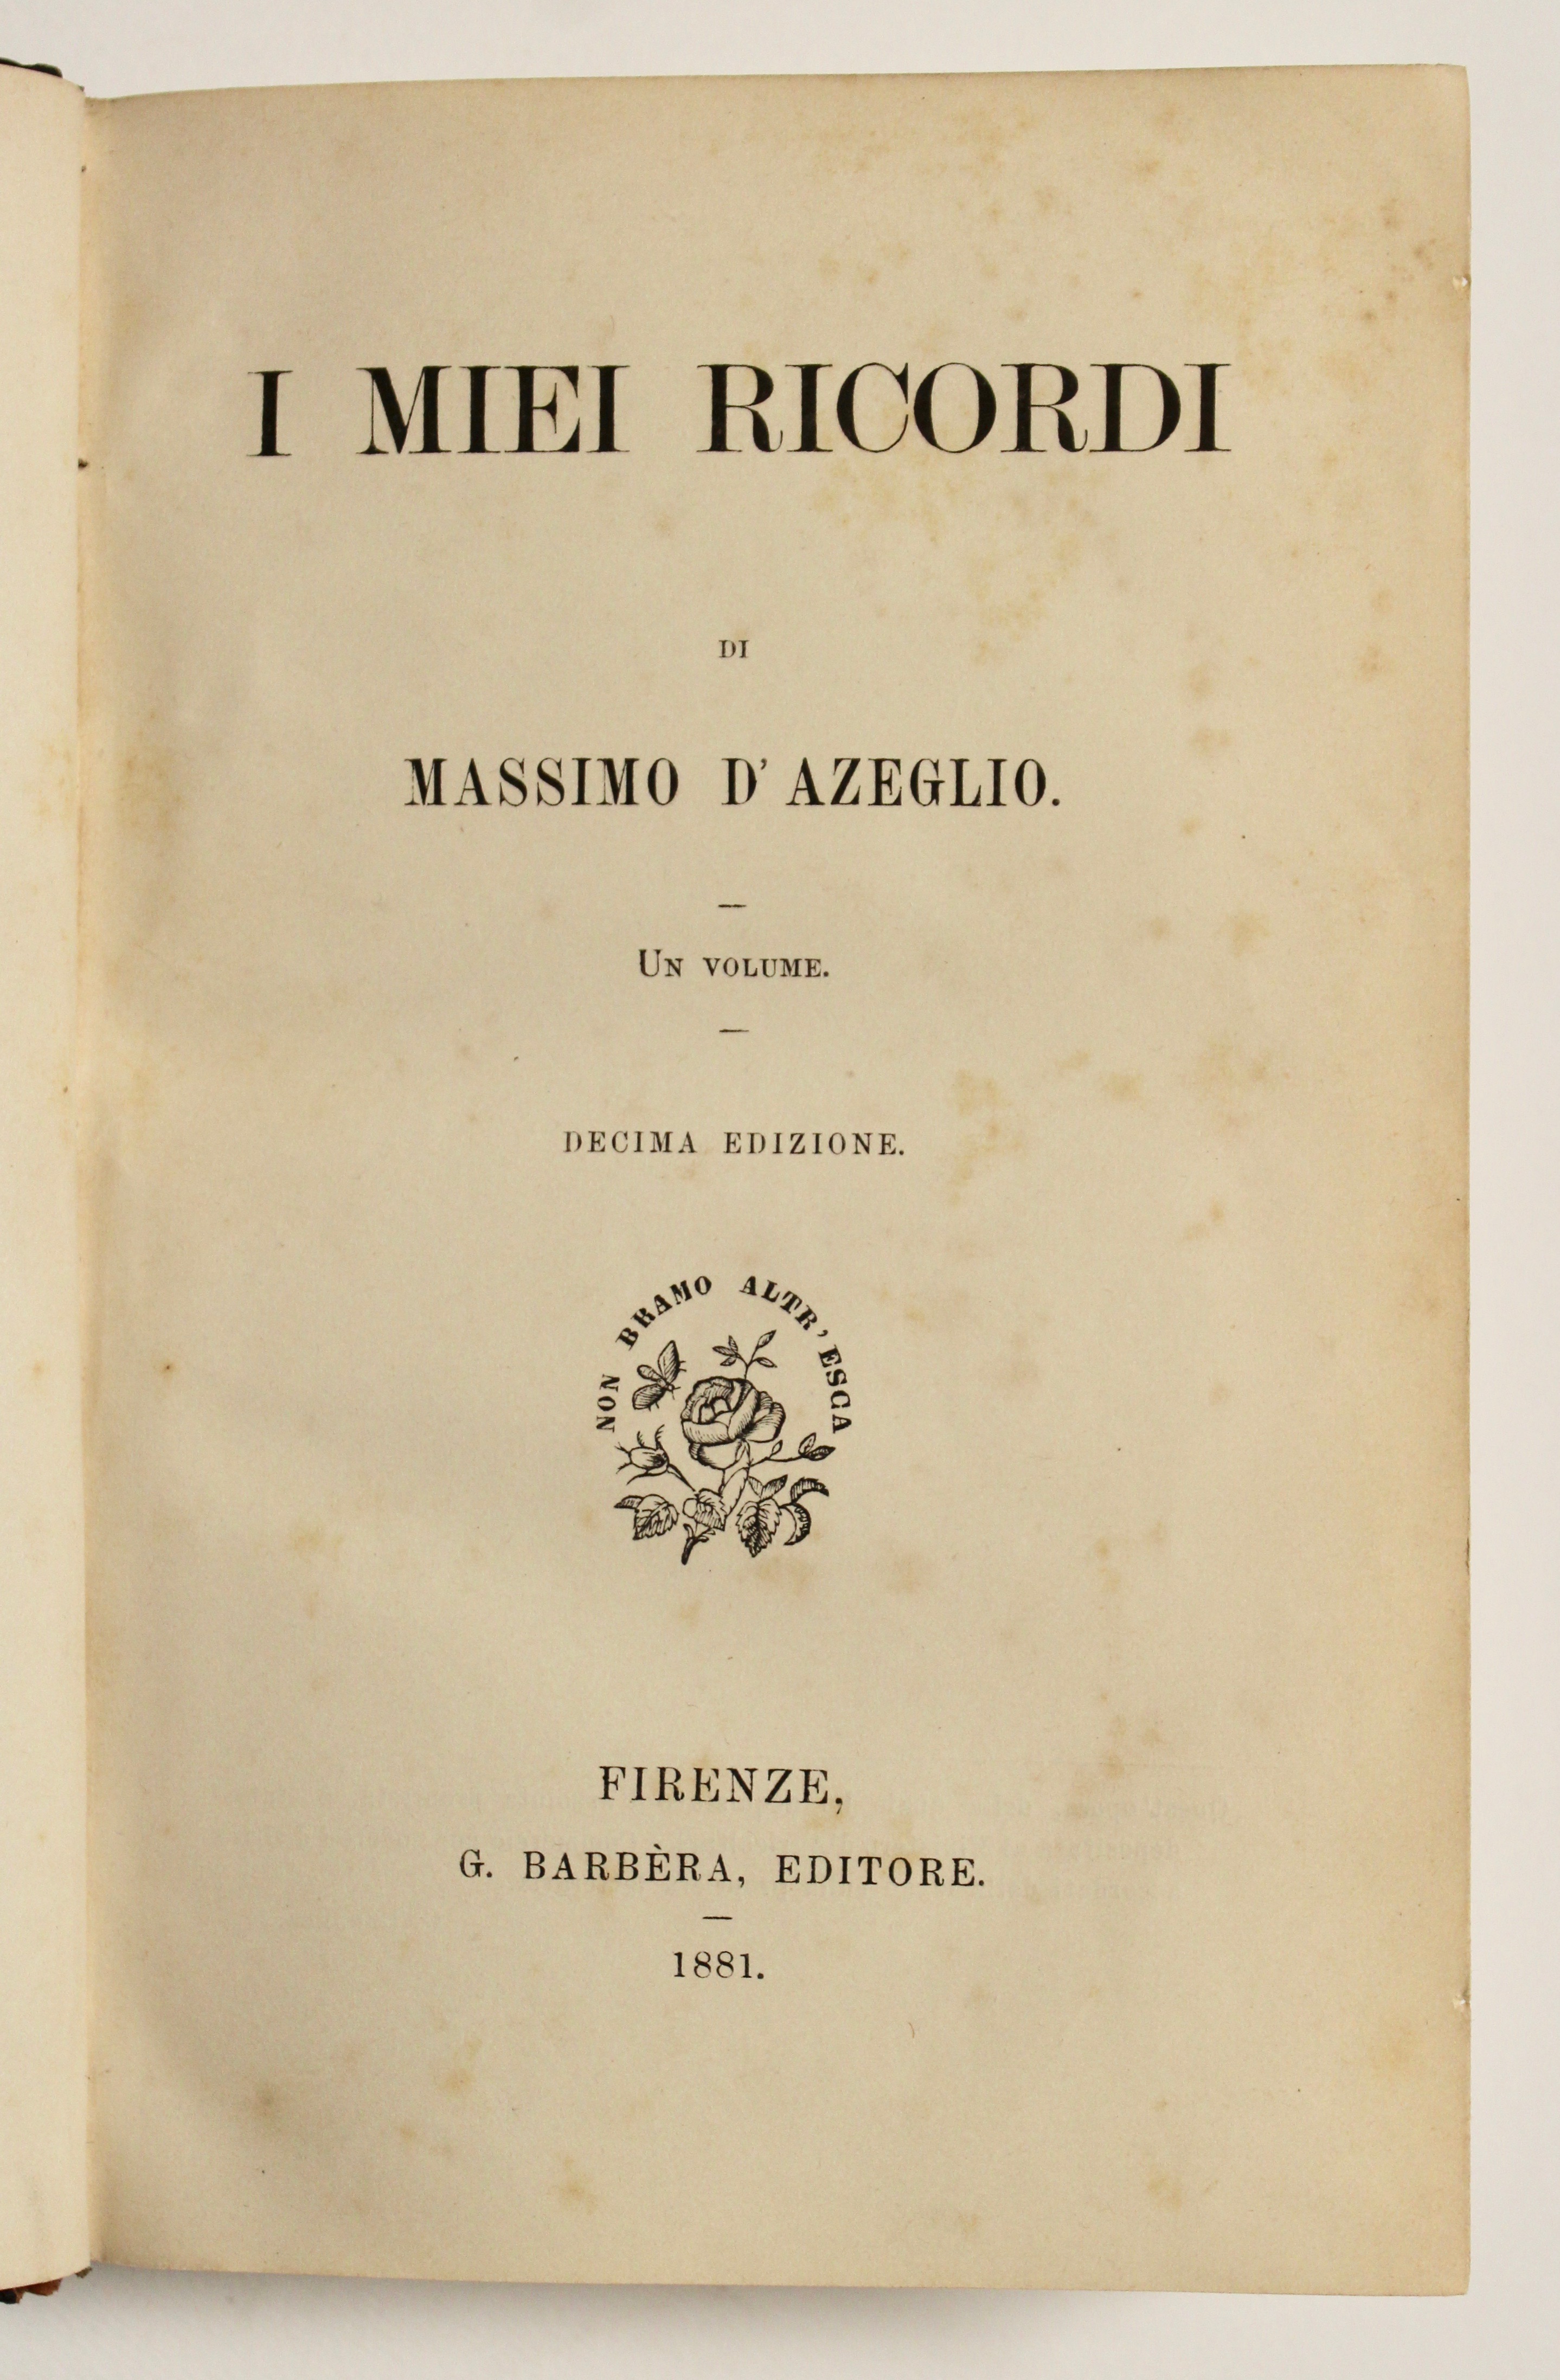 I MIEI RICORDI
DI
MASSIMO D' AZEGLIO.
UN VOLUME.
DECIMA EDIZIONE.
NON BRAMO ALTR' ESCA
FIRENZE,
G. BARBÈRA, EDITORE.
1881.